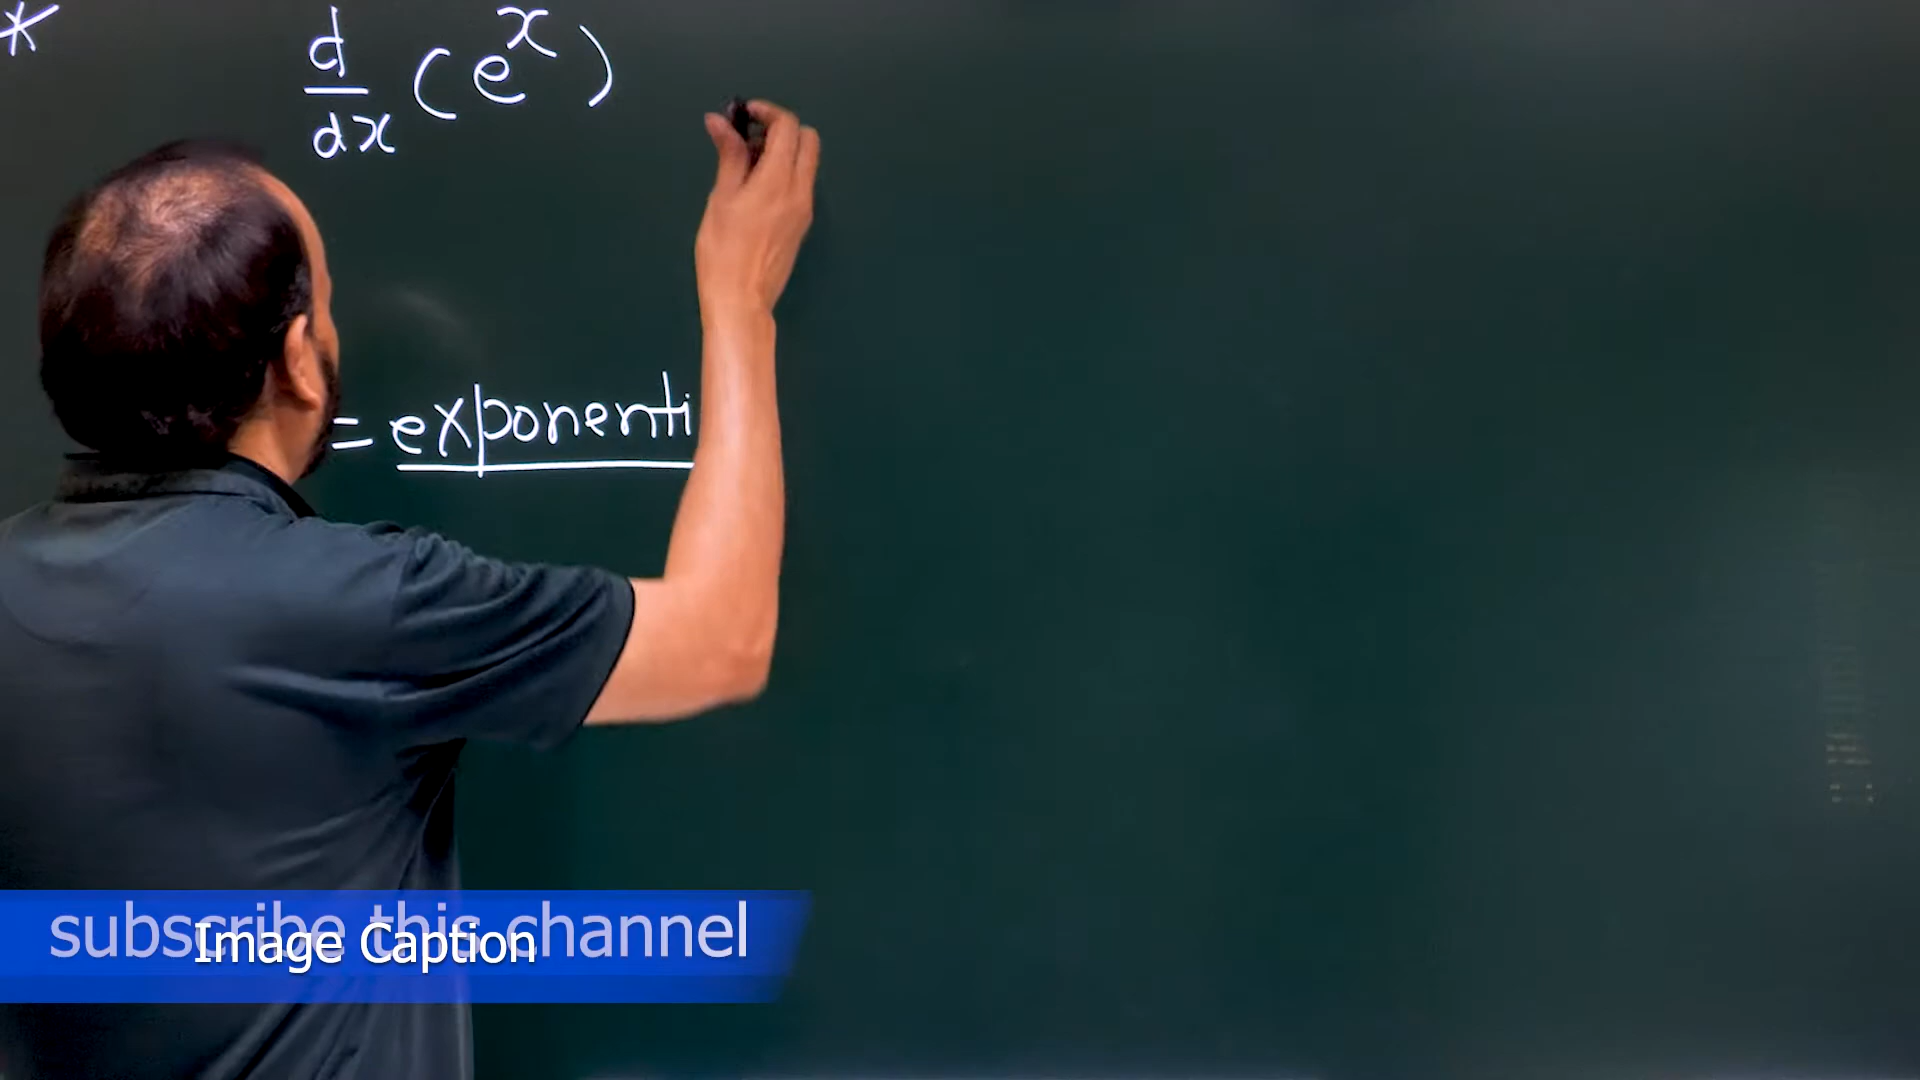 * d/dx (e^x)
= exponenti
subscribe this channel
Image Caption